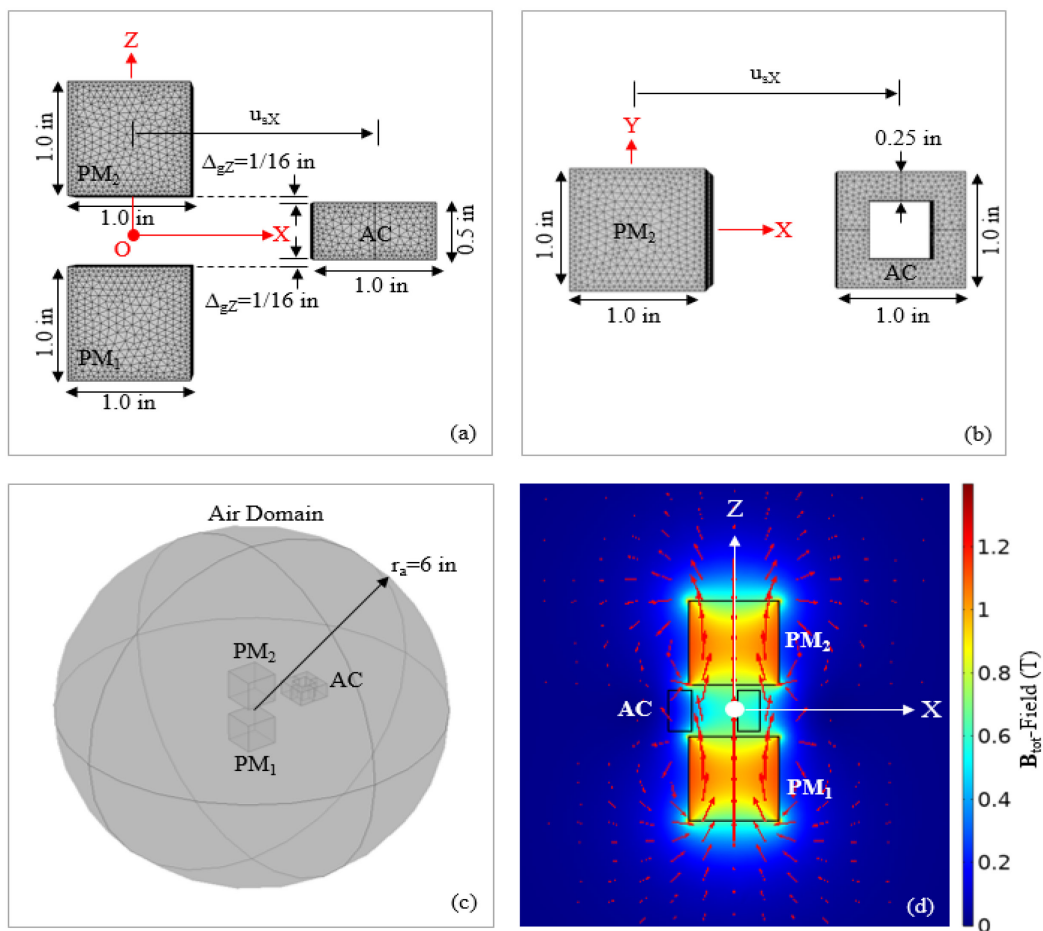 Z
u_sX
1.0 in
PM₂
Δ_gZ=1/16 in
1.0 in
O
X
AC
0.5 in
1.0 in
Δ_gZ=1/16 in
1.0 in
PM₁
1.0 in
(a)
u_sX
Y
0.25 in
1.0 in
PM₂
X
AC
1.0 in
1.0 in
1.0 in
(b)
Air Domain
r_a=6 in
PM₂
AC
PM₁
(c)
Z
PM₂
AC
X
PM₁
(d)
1.2
1
0.8
0.6
0.4
0.2
0
B_tot-Field (T)